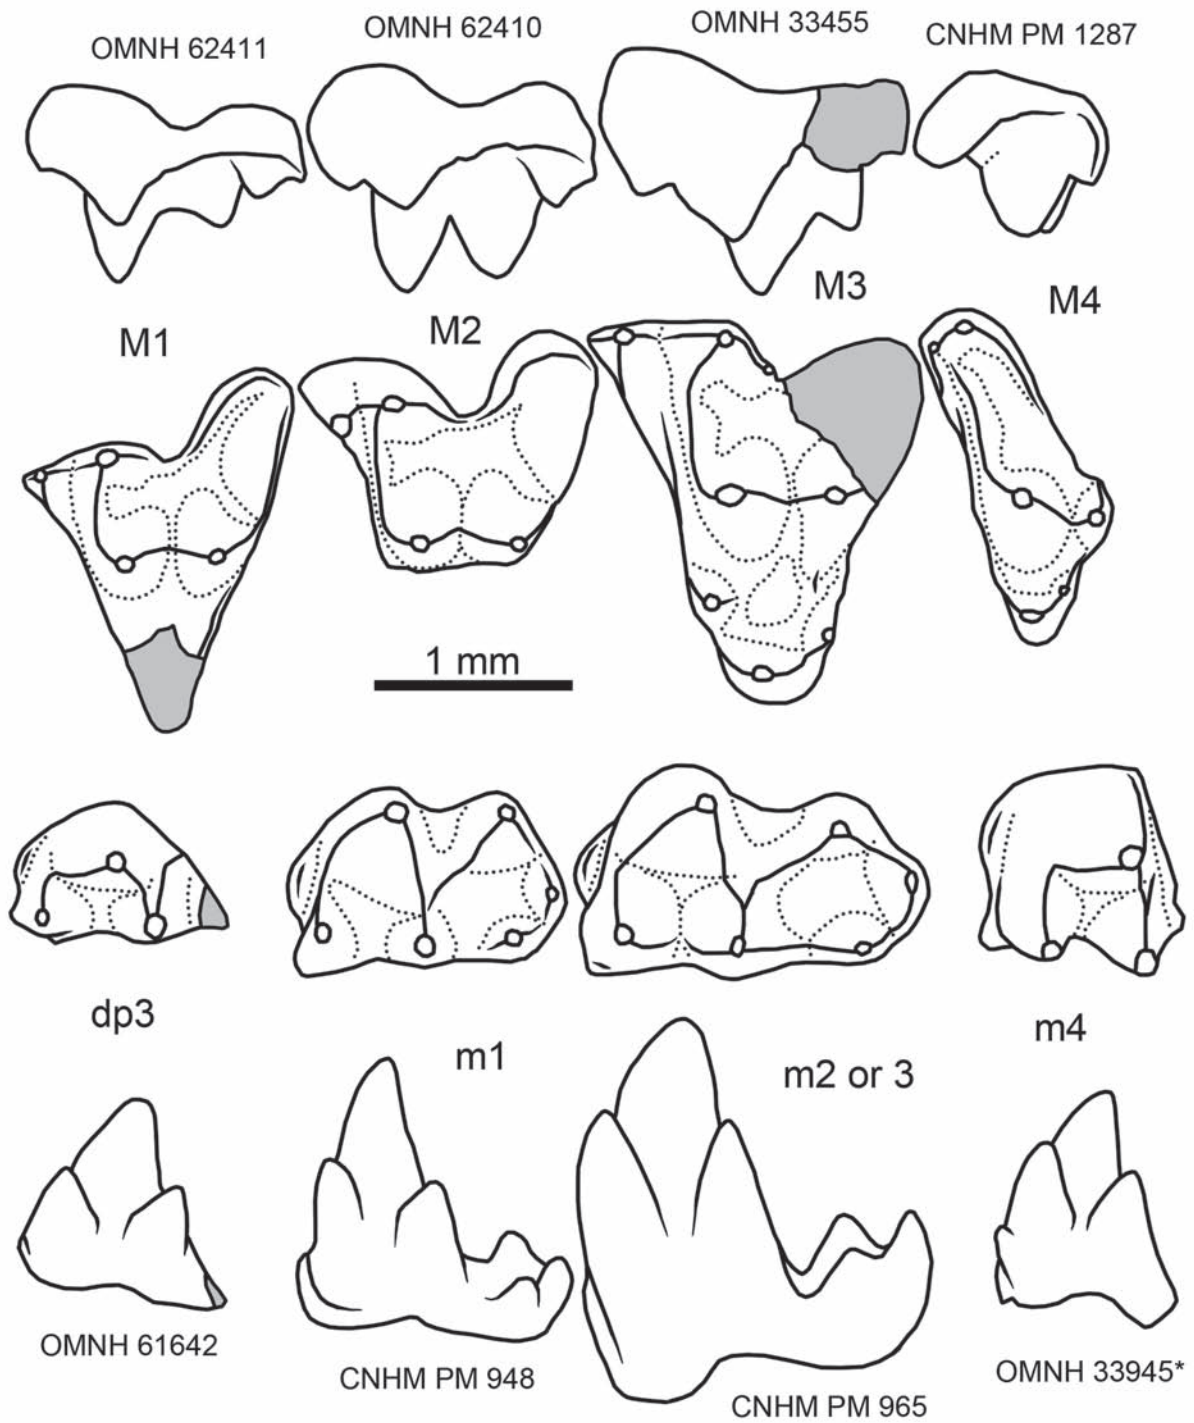 OMNH 62411
OMNH 62410
OMNH 33455
CNHM PM 1287
M1
M2
M3
M4
1 mm
dp3
m1
m2 or 3
m4
OMNH 61642
CNHM PM 948
CNHM PM 965
OMNH 33945*